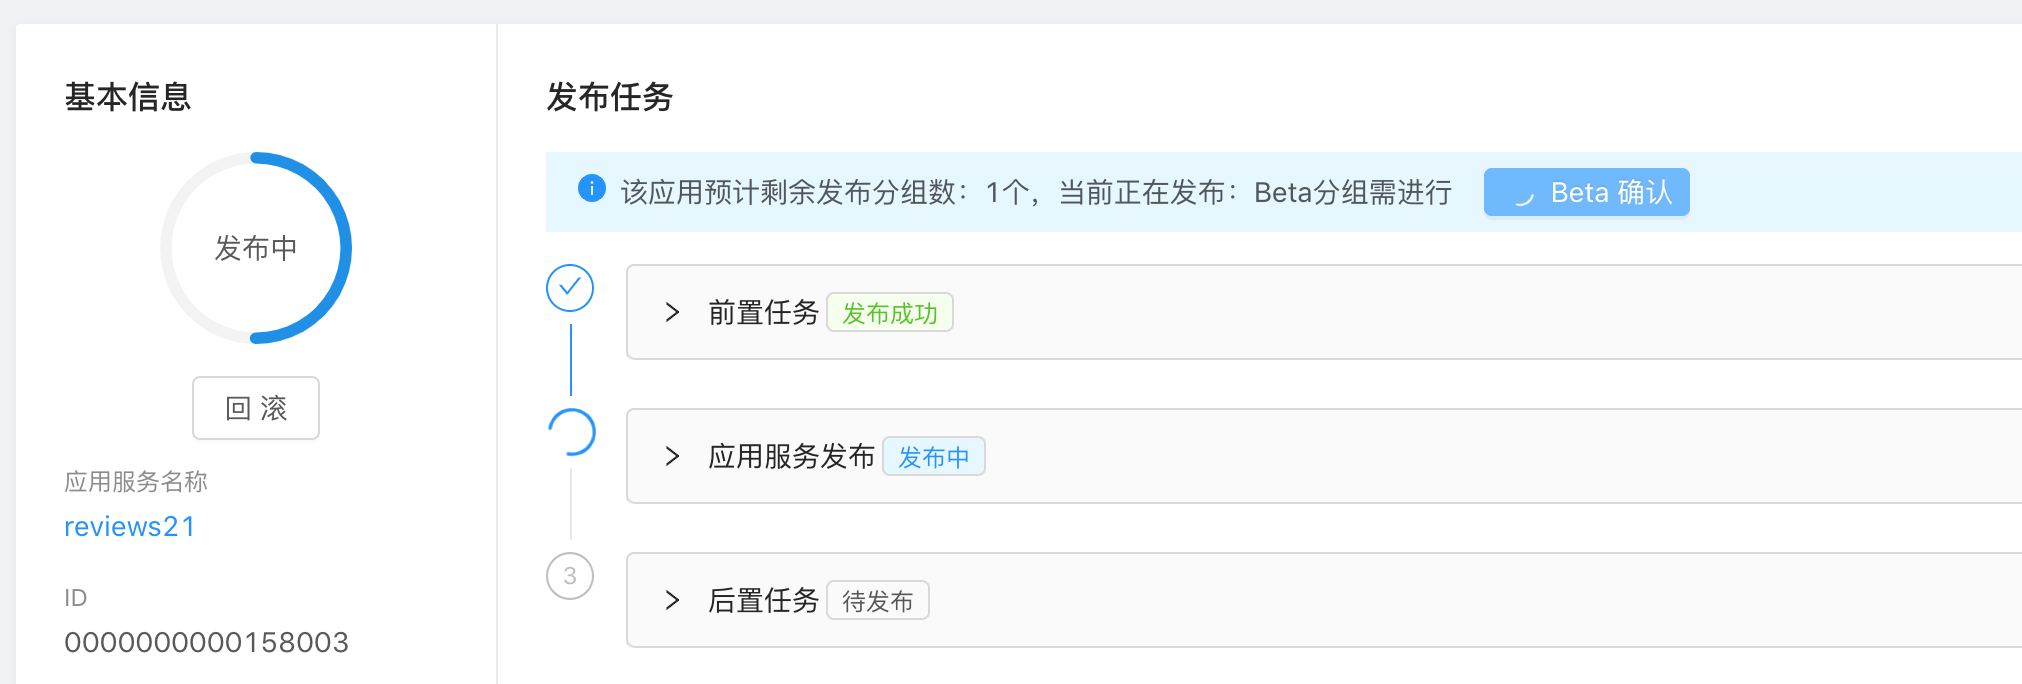 基本信息
发布中
回 滚
应用服务名称
reviews21
ID
0000000000158003
发布任务
该应用预计剩余发布分组数：1个，当前正在发布：Beta分组需进行 Beta 确认
前置任务 发布成功
应用服务发布 发布中
3
后置任务 待发布